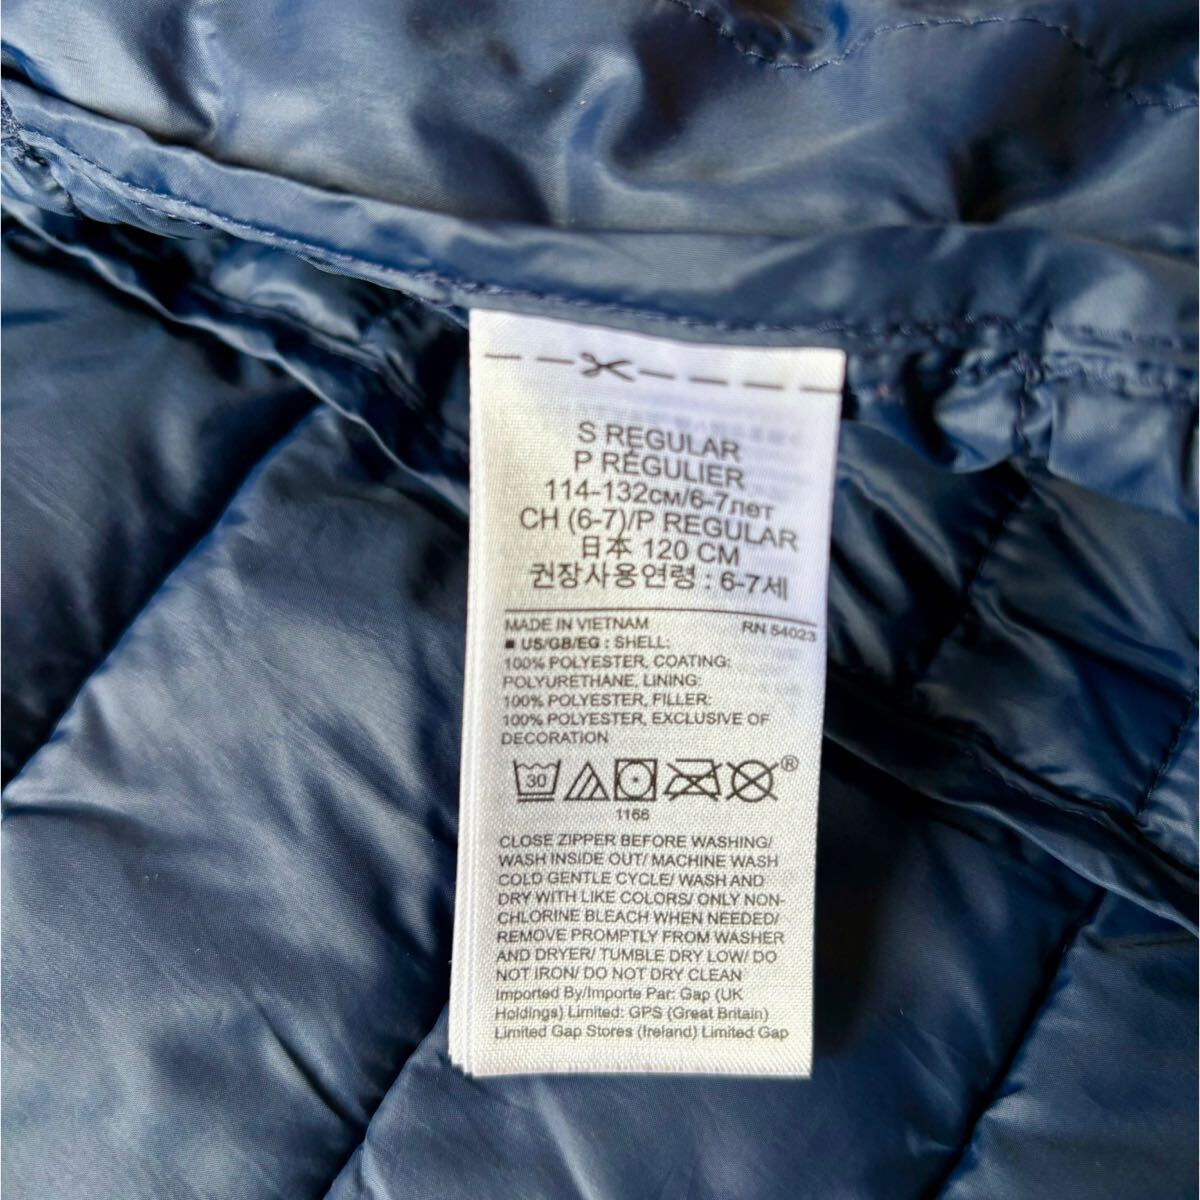 S REGULAR
P RÉGULIER
114-132см/6-7лет
CH (6-7)/P REGULAR
日本 120 CM
권장사용연령 : 6-7세
MADE IN VIETNAM RN 54023
■ US/GB/EG : SHELL:
100% POLYESTER, COATING:
POLYURETHANE, LINING:
100% POLYESTER, FILLER:
100% POLYESTER, EXCLUSIVE OF
DECORATION
30 ®
1166
CLOSE ZIPPER BEFORE WASHING/
WASH INSIDE OUT/ MACHINE WASH
COLD GENTLE CYCLE/ WASH AND
DRY WITH LIKE COLORS/ ONLY NON-
CHLORINE BLEACH WHEN NEEDED/
REMOVE PROMPTLY FROM WASHER
AND DRYER/ TUMBLE DRY LOW/ DO
NOT IRON/ DO NOT DRY CLEAN
Imported By/Importe Par: Gap (UK
Holdings) Limited: GPS (Great Britain)
Limited Gap Stores (Ireland) Limited Gap